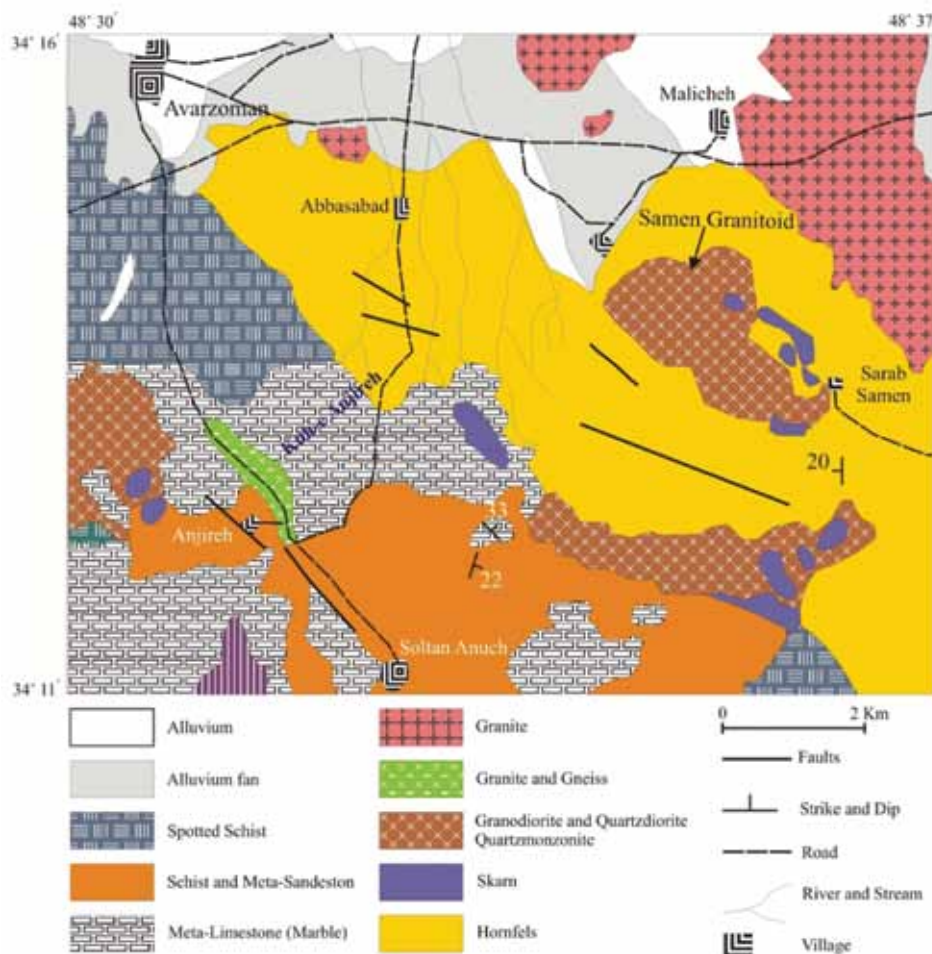 48 30′
48 37′
34 16′
Avarzoman
Malicheh
Abbasabad
Samen Granitoid
Sarab
Samen
Kuh-e Anjireh
20
33
Anjireh
22
Soltan Anuch
34 11′
Alluvium
Alluvium fan
Spotted Schist
Schist and Meta-Sandeston
Meta-Limestone (Marble)
Granite
Granite and Gneiss
Granodiorite and Quartzdiorite
Quartzmonzonite
Skarn
Hornfels
0 2 Km
Faults
Strike and Dip
Road
River and Stream
Village